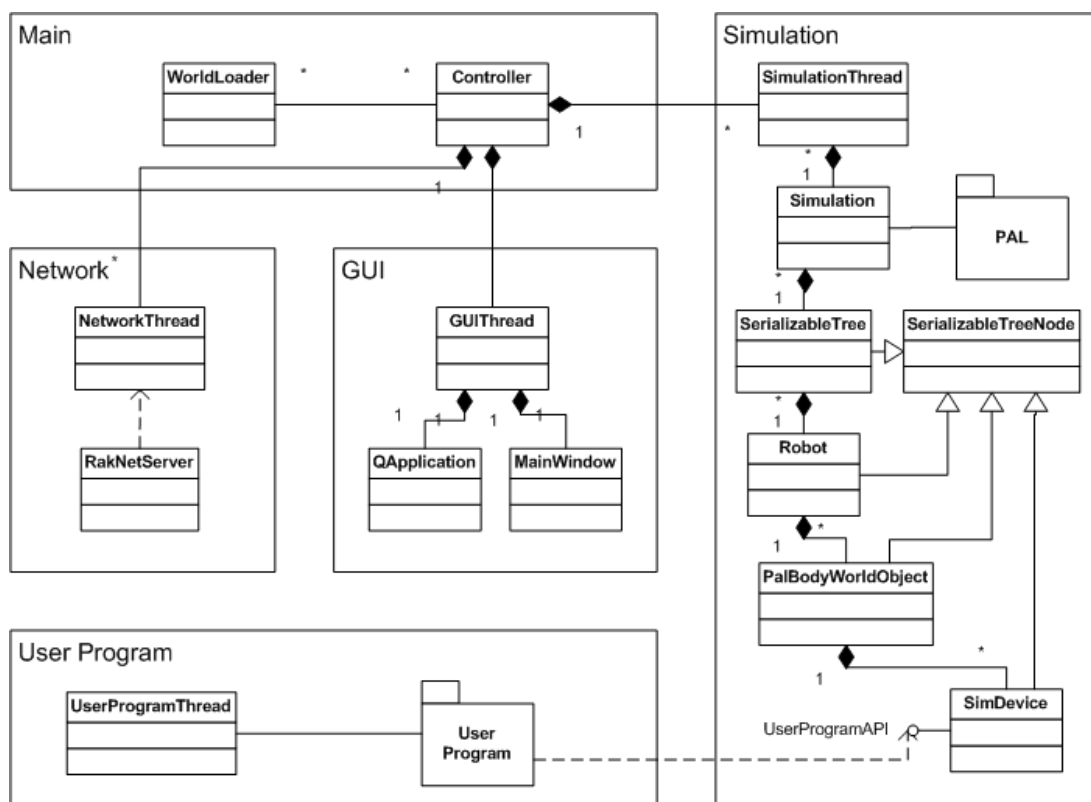 Main
WorldLoader
*
*
Controller
1
*
1
Simulation
SimulationThread
*
1
Simulation
PAL
*
1
SerializableTree
SerializableTreeNode
*
1
Robot
1
*
PalBodyWorldObject
1
*
SimDevice
UserProgramAPI
Network*
NetworkThread
RakNetServer
GUI
GUIThread
1
1
1
1
QApplication
MainWindow
User Program
UserProgramThread
User
Program